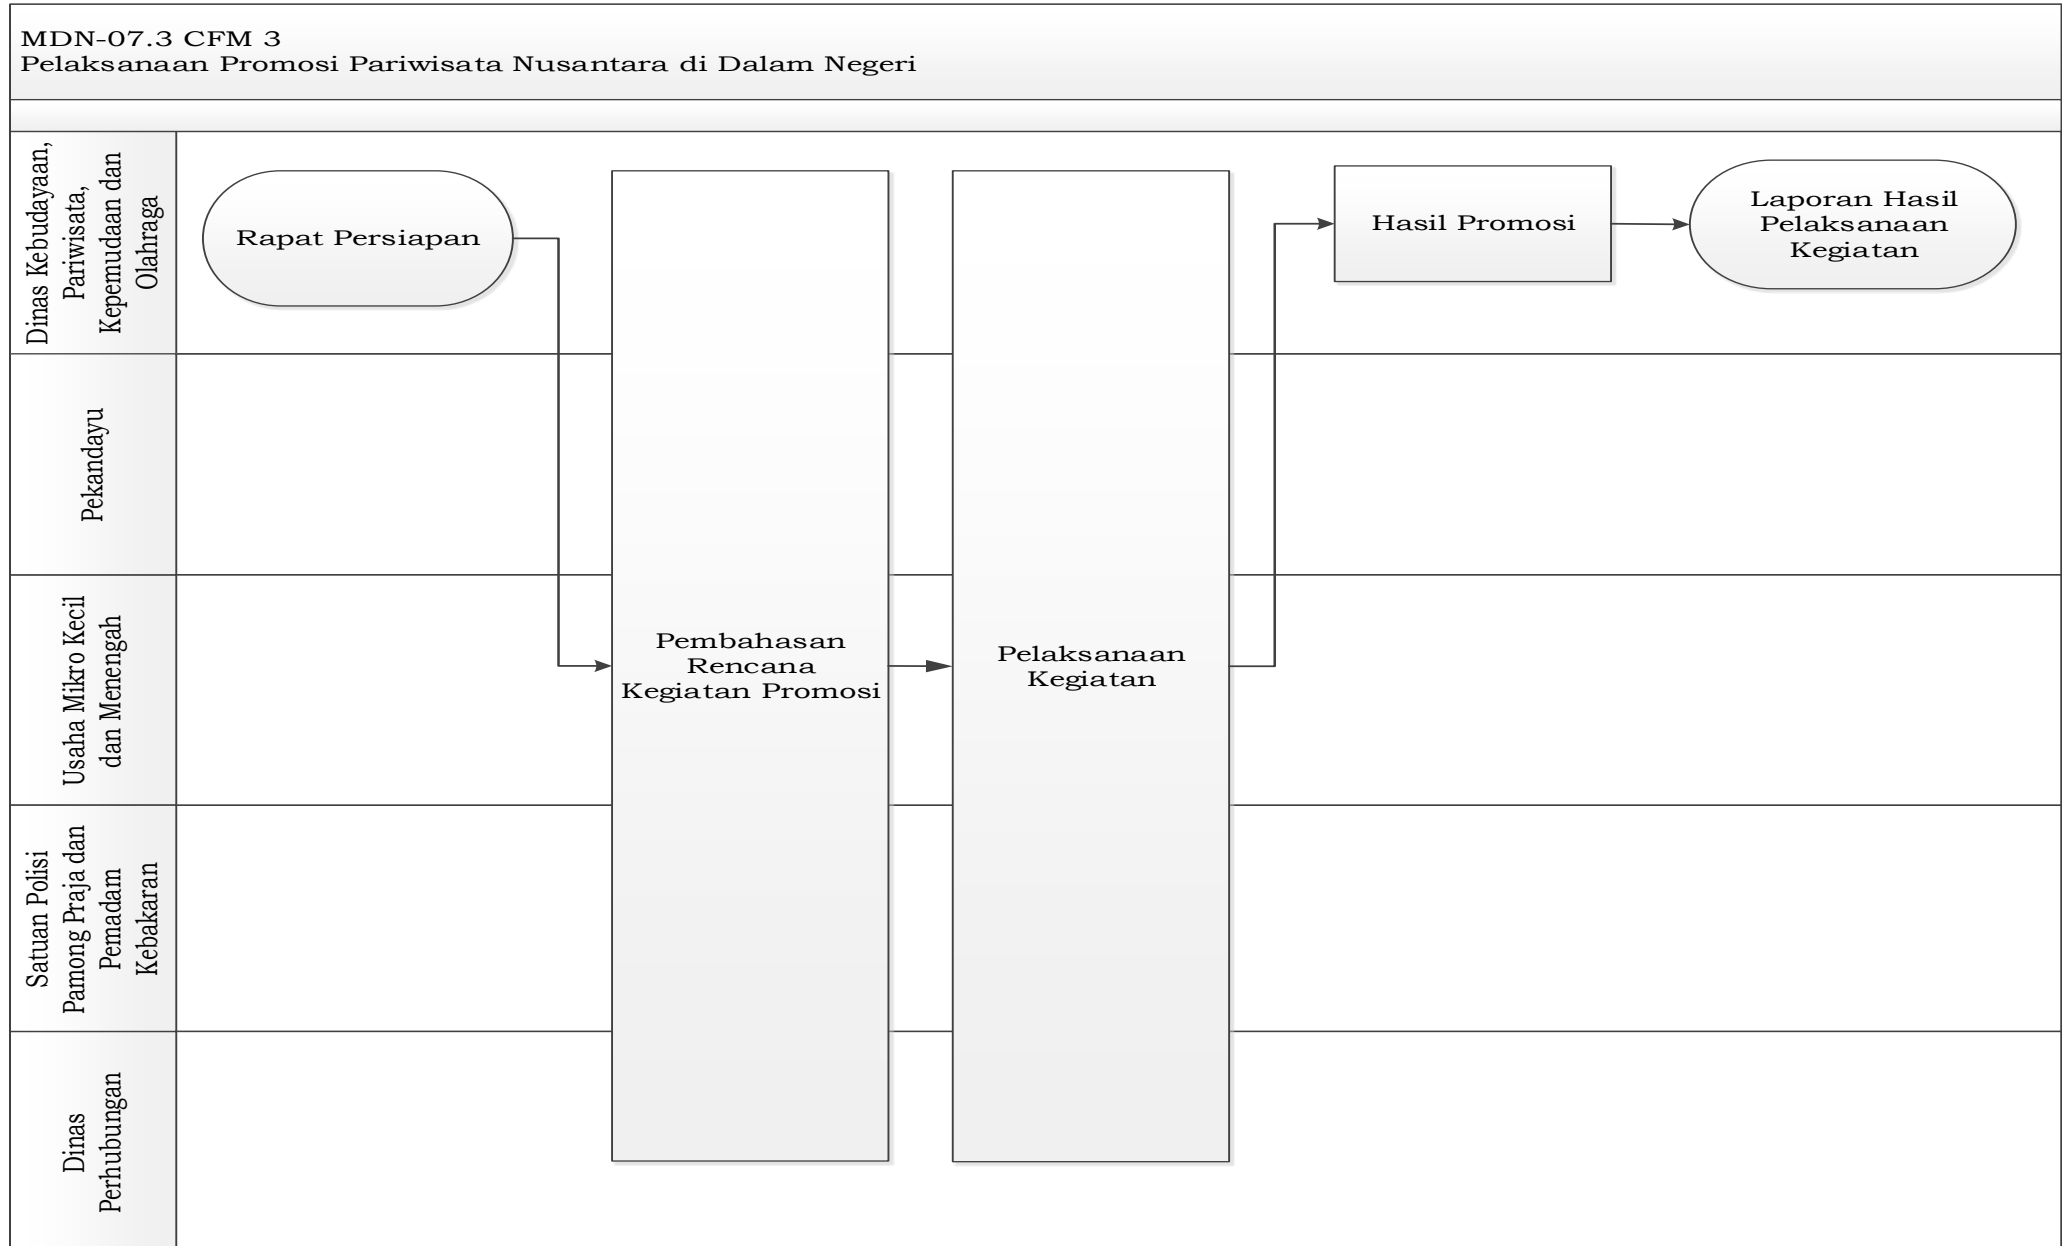 MDN-07.3 CFM 3
Pelaksanaan Promosi Pariwisata Nusantara di Dalam Negeri
Dinas Kebudayaan,
Pariwisata,
Kepemudaan dan
Olahraga
Rapat Persiapan
Hasil Promosi
Laporan Hasil
Pelaksanaan
Kegiatan
Pekandayu
Usaha Mikro Kecil
dan Menengah
Pembahasan
Rencana
Kegiatan Promosi
Pelaksanaan
Kegiatan
Satuan Polisi
Pamong Praja dan
Pemadam
Kebakaran
Dinas
Perhubungan